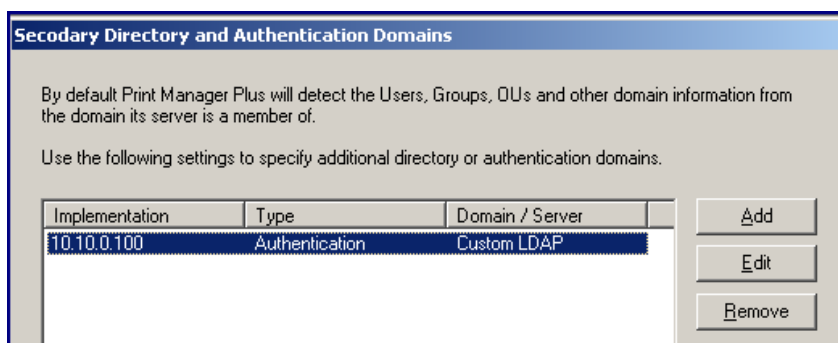 Secodary Directory and Authentication Domains
By default Print Manager Plus will detect the Users, Groups, OUs and other domain information from
the domain its server is a member of.
Use the following settings to specify additional directory or authentication domains.
Implementation Type Domain / Server
10.10.0.100 Authentication Custom LDAP
Add
Edit
Remove